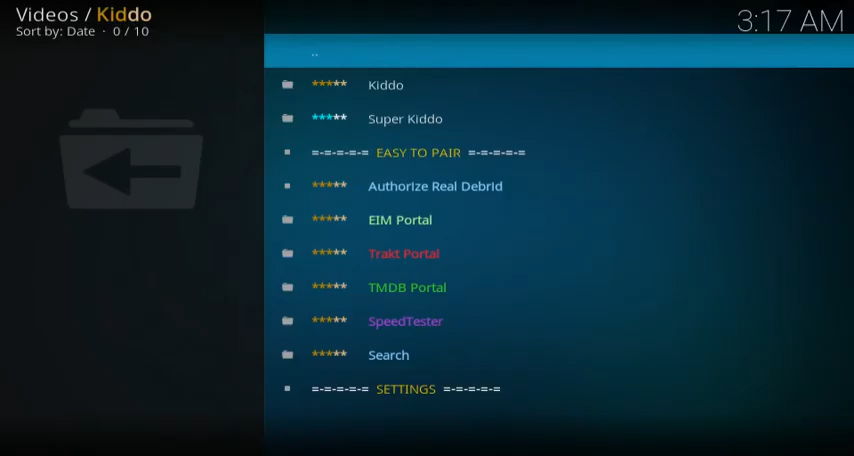 Videos / Kiddo
Sort by: Date · 0 / 10
3:17 AM
..
***** Kiddo
***** Super Kiddo
=-=-=-=-= EASY TO PAIR =-=-=-=-=
***** Authorize Real Debrid
***** EIM Portal
***** Trakt Portal
***** TMDB Portal
***** SpeedTester
***** Search
=-=-=-=-= SETTINGS =-=-=-=-=